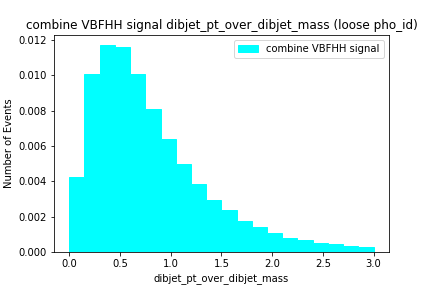 combine VBFHH signal dibjet_pt_over_dibjet_mass (loose pho_id)
combine VBFHH signal
Number of Events
0.012
0.010
0.008
0.006
0.004
0.002
0.000
0.0 0.5 1.0 1.5 2.0 2.5 3.0
dibjet_pt_over_dibjet_mass